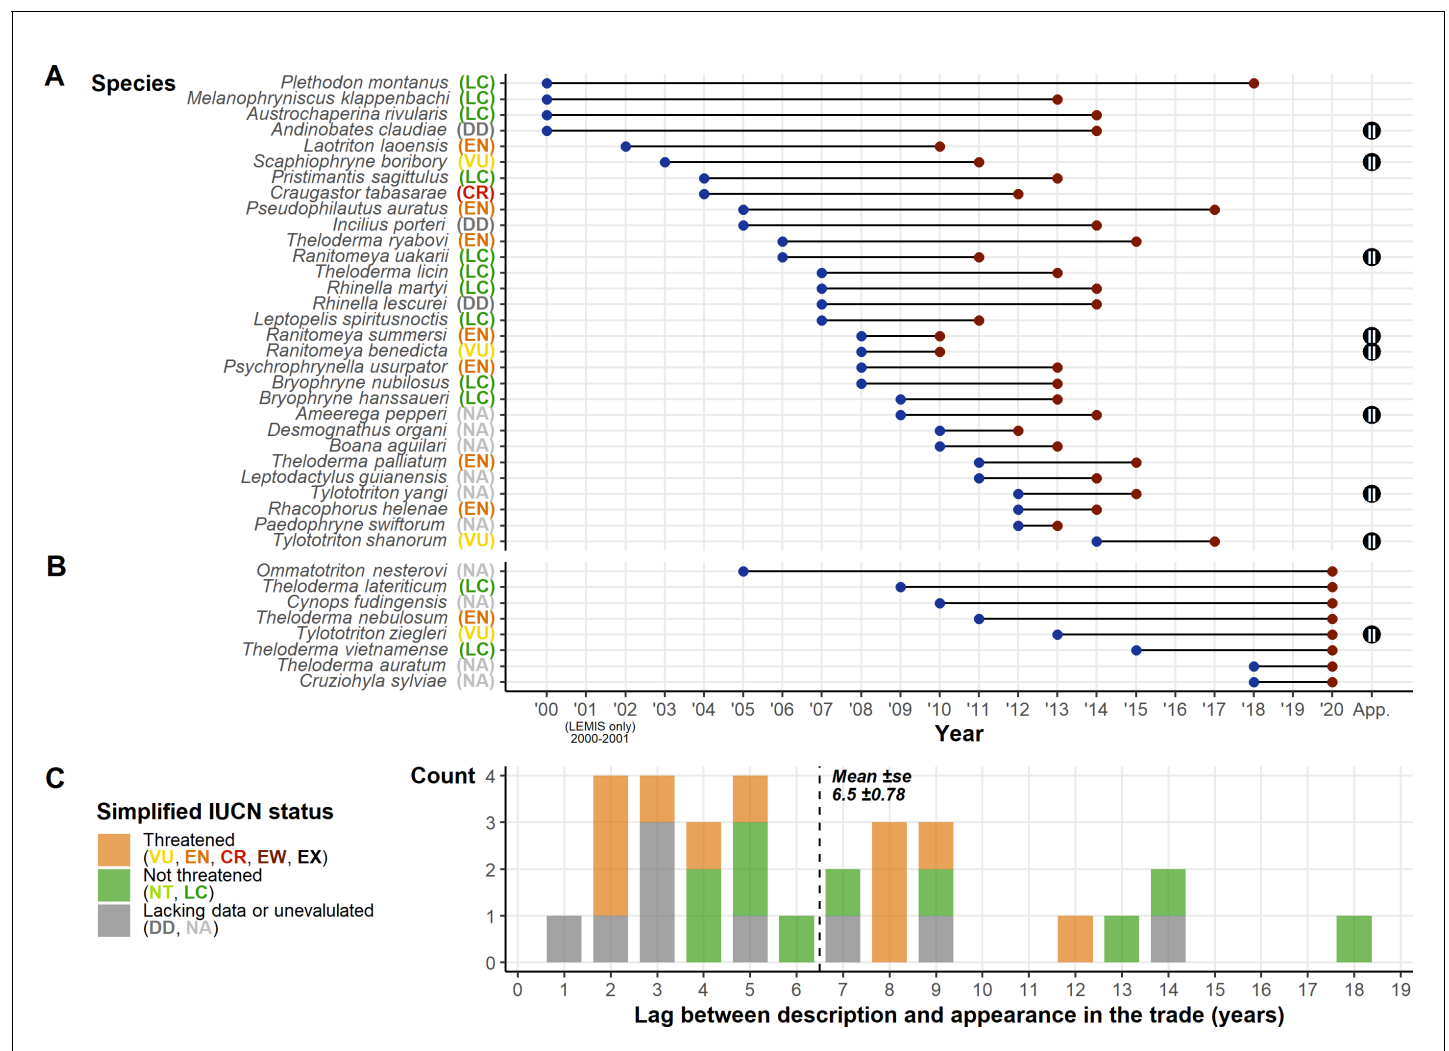 A
Species
Plethodon montanus (LC)
Melanophryniscus klappenbachi (LC)
Austrochaperina rivularis (LC)
Andinobates claudiae (DD)
Laotriton laoensis (EN)
Scaphiophryne boribory (VU)
Pristimantis sagittulus (LC)
Craugastor tabasarae (CR)
Pseudophilautus auratus (EN)
Incilius porteri (DD)
Theloderma ryabovi (EN)
Ranitomeya uakarii (LC)
Theloderma licin (LC)
Rhinella martyi (LC)
Rhinella lescurei (DD)
Leptopelis spiritusnoctis (LC)
Ranitomeya summersi (EN)
Ranitomeya benedicta (VU)
Psychrophrynella usurpator (EN)
Bryophryne nubilosus (LC)
Bryophryne hanssaueri (LC)
Ameerega pepperi (NA)
Desmognathus organi (NA)
Boana aguilari (NA)
Theloderma palliatum (EN)
Leptodactylus guianensis (NA)
Tylototriton yangi (NA)
Rhacophorus helenae (EN)
Paedophryne swiftorum (NA)
Tylototriton shanorum (VU)
B
Ommatotriton nesterovi (NA)
Theloderma lateriticum (LC)
Cynops fudingensis (NA)
Theloderma nebulosum (EN)
Tylototriton ziegleri (VU)
Theloderma vietnamense (LC)
Theloderma auratum (NA)
Cruziohyla sylviae (NA)
'00 '01 '02 '03 '04 '05 '06 '07 '08 '09 '10 '11 '12 '13 '14 '15 '16 '17 '18 '19 '20 App.
(LEMIS only)
2000-2001
Year
C
Simplified IUCN status
Threatened
(VU, EN, CR, EW, EX)
Not threatened
(NT, LC)
Lacking data or unevalulated
(DD, NA)
Count
4
3
2
1
0
Mean ±se
6.5 ±0.78
0 1 2 3 4 5 6 7 8 9 10 11 12 13 14 15 16 17 18 19
Lag between description and appearance in the trade (years)